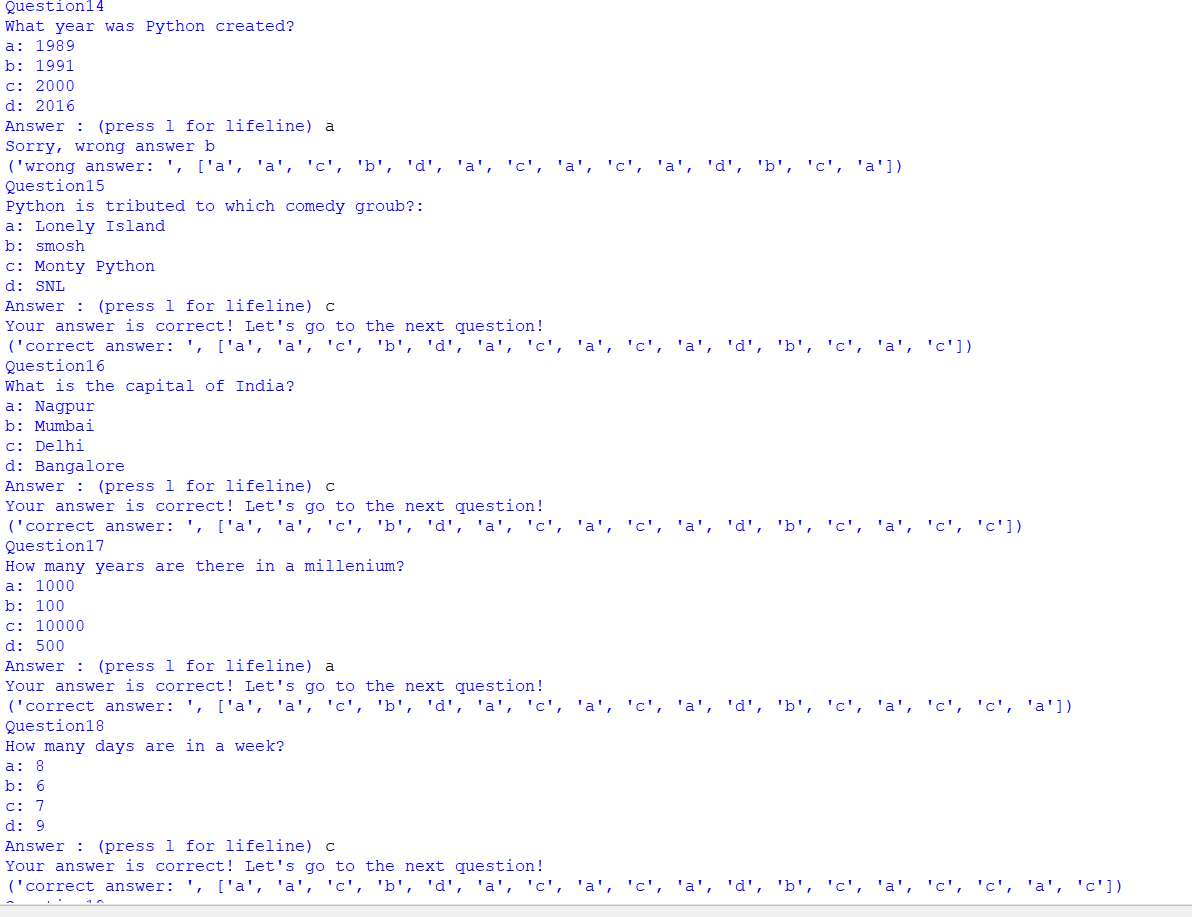 Question14
What year was Python created?
a: 1989
b: 1991
c: 2000
d: 2016
Answer : (press l for lifeline) a
Sorry, wrong answer b
('wrong answer: ', ['a', 'a', 'c', 'b', 'd', 'a', 'c', 'a', 'c', 'a', 'd', 'b', 'c', 'a'])
Question15
Python is tributed to which comedy groub?:
a: Lonely Island
b: smosh
c: Monty Python
d: SNL
Answer : (press l for lifeline) c
Your answer is correct! Let's go to the next question!
('correct answer: ', ['a', 'a', 'c', 'b', 'd', 'a', 'c', 'a', 'c', 'a', 'd', 'b', 'c', 'a', 'c'])
Question16
What is the capital of India?
a: Nagpur
b: Mumbai
c: Delhi
d: Bangalore
Answer : (press l for lifeline) c
Your answer is correct! Let's go to the next question!
('correct answer: ', ['a', 'a', 'c', 'b', 'd', 'a', 'c', 'a', 'c', 'a', 'd', 'b', 'c', 'a', 'c', 'c'])
Question17
How many years are there in a millenium?
a: 1000
b: 100
c: 10000
d: 500
Answer : (press l for lifeline) a
Your answer is correct! Let's go to the next question!
('correct answer: ', ['a', 'a', 'c', 'b', 'd', 'a', 'c', 'a', 'c', 'a', 'd', 'b', 'c', 'a', 'c', 'c', 'a'])
Question18
How many days are in a week?
a: 8
b: 6
c: 7
d: 9
Answer : (press l for lifeline) c
Your answer is correct! Let's go to the next question!
('correct answer: ', ['a', 'a', 'c', 'b', 'd', 'a', 'c', 'a', 'c', 'a', 'd', 'b', 'c', 'a', 'c', 'c', 'a', 'c'])